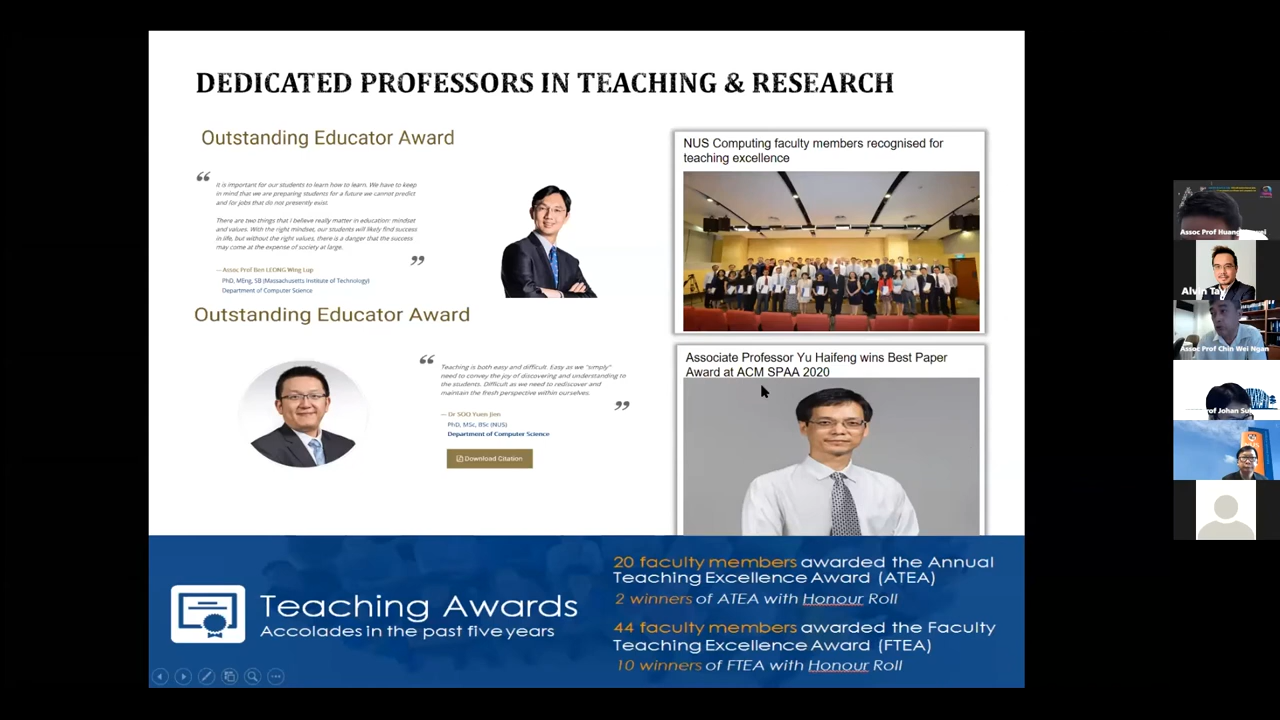 DEDICATED PROFESSORS IN TEACHING & RESEARCH
Outstanding Educator Award
“
It is important for our students to learn how to learn. We have to keep
in mind that we are preparing students for a future we cannot predict
and for jobs that do not presently exist.
There are two things that I believe really matter in education: mindset
and values. With the right mindset, our students will likely find success
in life, but without the right values, there is a danger that the success
may come at the expense of society at large.
”
— Assoc Prof Ben LEONG Wing Lup
PhD, MEng, SB (Massachusetts Institute of Technology)
Department of Computer Science
Outstanding Educator Award
“
Teaching is both easy and difficult. Easy as we "simply"
need to convey the joy of discovering and understanding to
the students. Difficult as we need to rediscover and
maintain the fresh perspective within ourselves.
”
— Dr SOO Yuen Jien
PhD, MSc, BSc (NUS)
Department of Computer Science
Download Citation
NUS Computing faculty members recognised for
teaching excellence
Associate Professor Yu Haifeng wins Best Paper
Award at ACM SPAA 2020
Teaching Awards
Accolades in the past five years
20 faculty members awarded the Annual
Teaching Excellence Award (ATEA)
2 winners of ATEA with Honour Roll
44 faculty members awarded the Faculty
Teaching Excellence Award (FTEA)
10 winners of FTEA with Honour Roll
Assoc Prof
Alvin Tay
Assoc Prof Chin Wei Ngan
Prof Johan